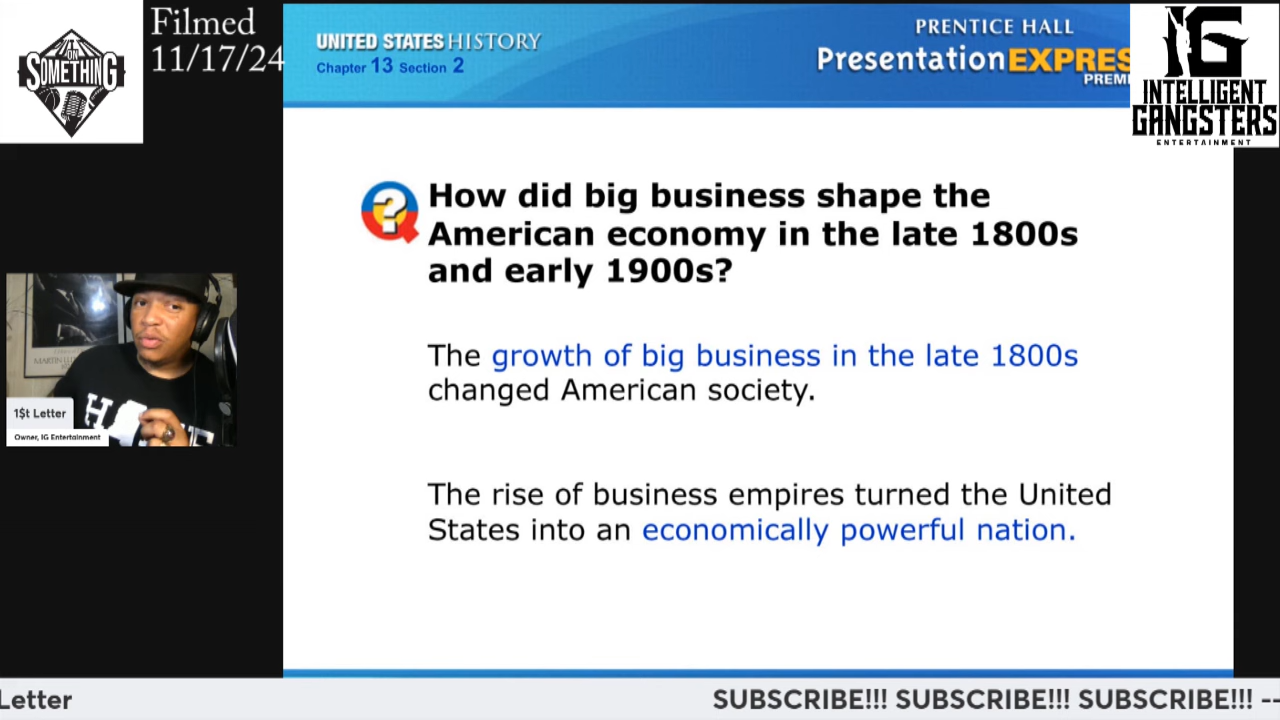 Filmed
11/17/24
I
ON
SOMETHING
UNITED STATES HISTORY
Chapter 13 Section 2
PRENTICE HALL
Presentation EXPRES
PREMI
IG
INTELLIGENT
GANGSTERS
ENTERTAINMENT
How did big business shape the
American economy in the late 1800s
and early 1900s?
The growth of big business in the late 1800s
changed American society.
The rise of business empires turned the United
States into an economically powerful nation.
1$t Letter
Owner, IG Entertainment
Letter
SUBSCRIBE!!! SUBSCRIBE!!! SUBSCRIBE!!! --